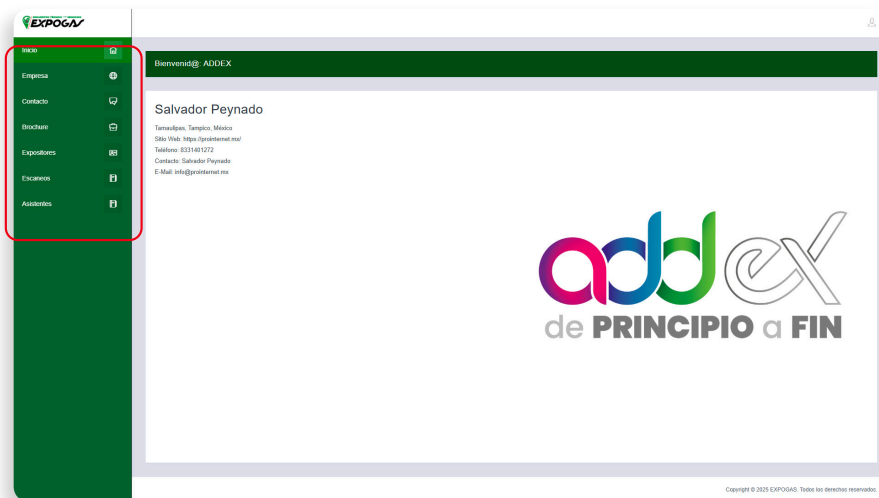 EXPOGAS
Inicio
Empresa
Contacto
Brochure
Expositores
Escaneos
Asistentes
Bienvenid@: ADDEX
Salvador Peynado
Tamaulipas, Tampico, México
Sitio Web: https://prointernet.mx/
Teléfono: 8331491272
Contacto: Salvador Peynado
E-Mail: info@prointernet.mx
addex
de PRINCIPIO a FIN
Copyright © 2025 EXPOGAS. Todos los derechos reservados.